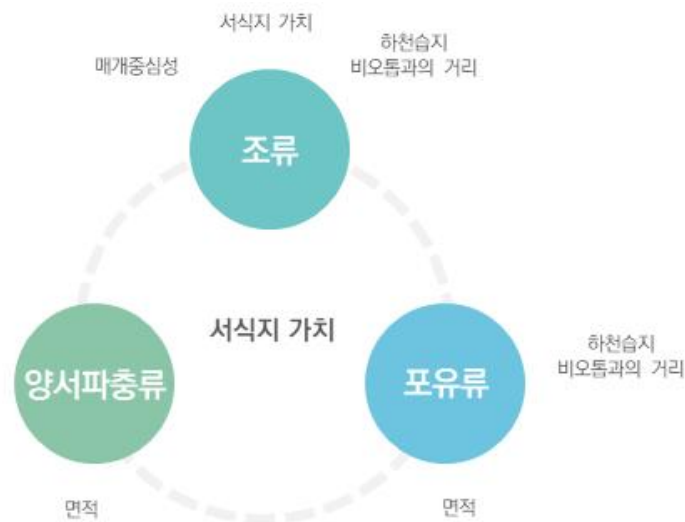 서식지 가치
매개중심성
하천습지
비오톱과의 거리
조류
서식지 가치
양서파충류
포유류
하천습지
비오톱과의 거리
면적
면적